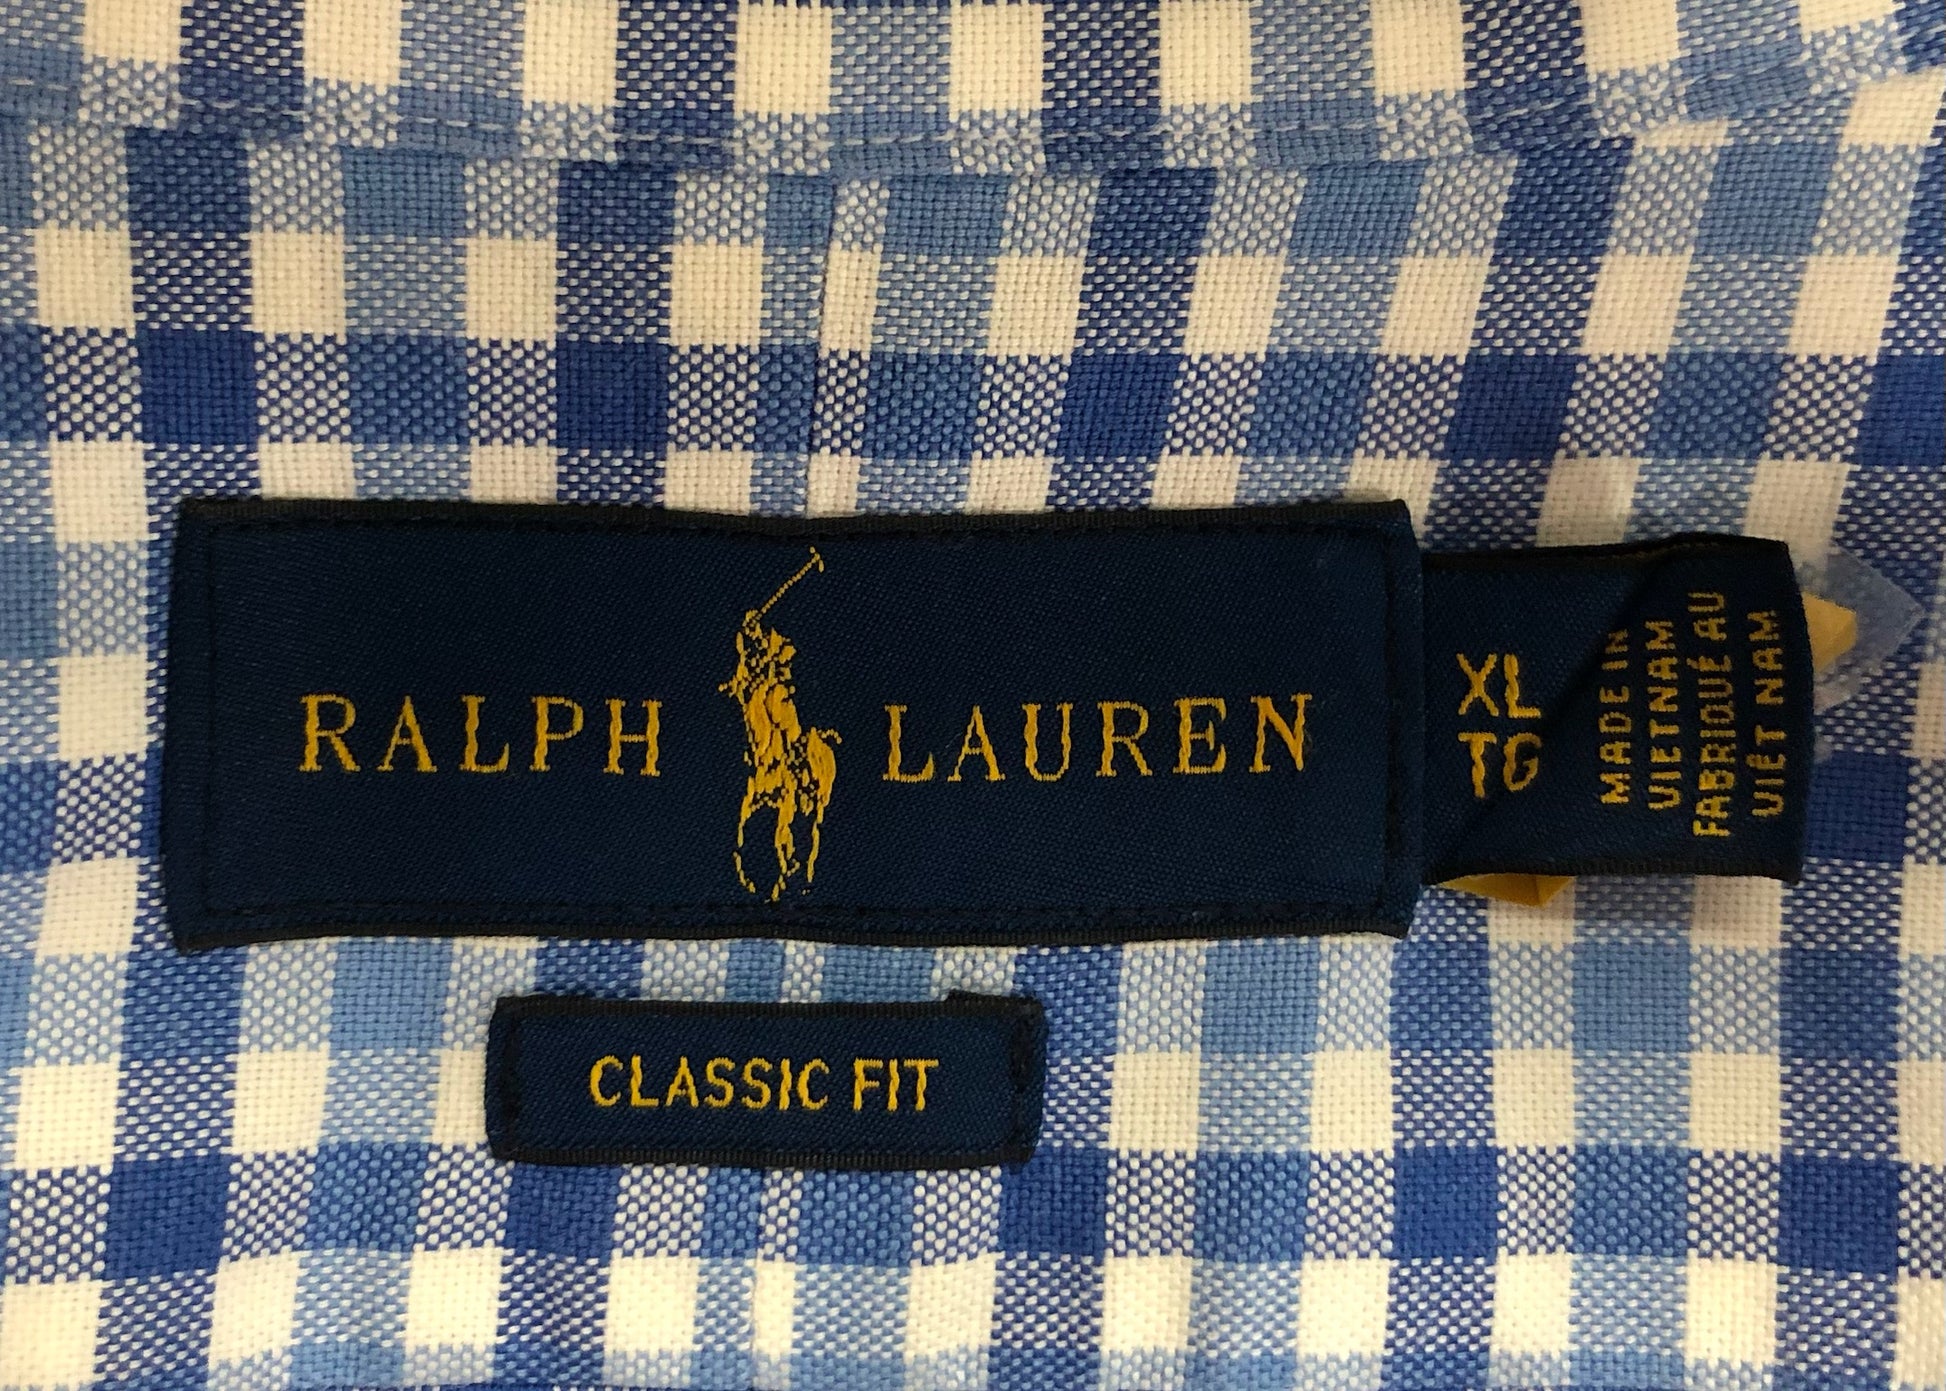 RALPH LAUREN
XL
TG
MADE IN
VIETNAM
FABRIQUÉ AU
VIÊT NAM
CLASSIC FIT